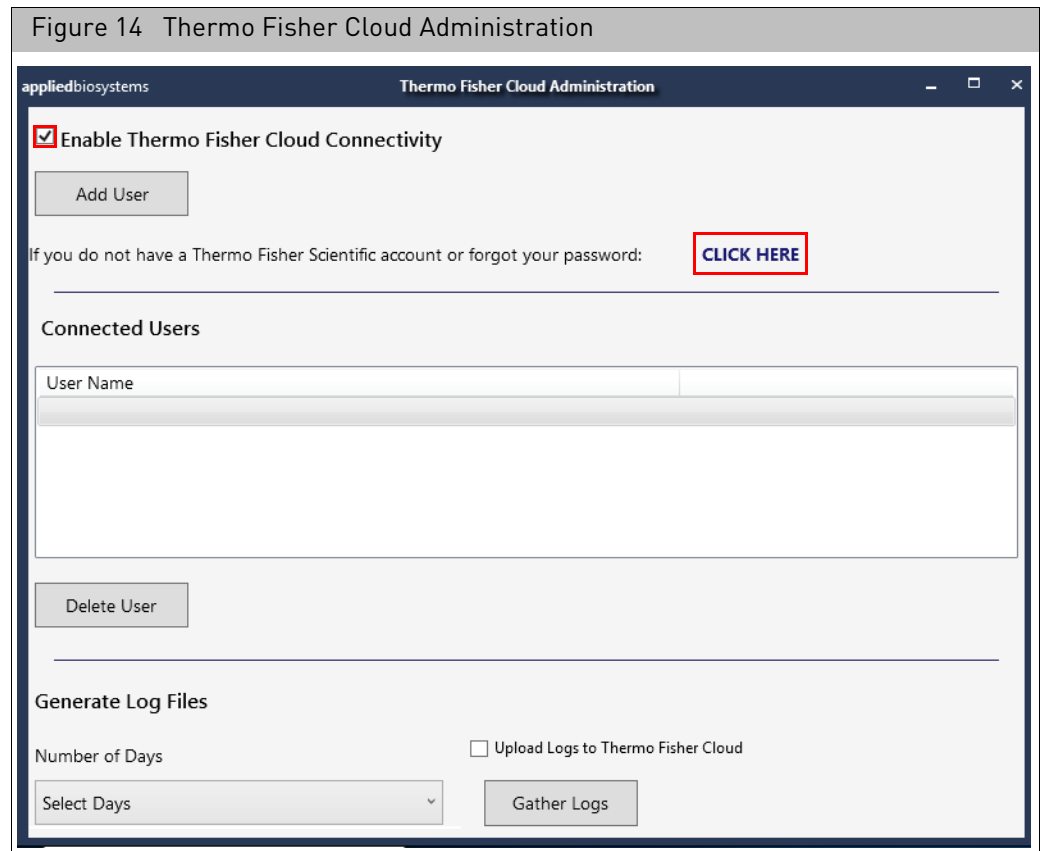 Figure 14 Thermo Fisher Cloud Administration
appliedbiosystems Thermo Fisher Cloud Administration
Enable Thermo Fisher Cloud Connectivity
Add User
If you do not have a Thermo Fisher Scientific account or forgot your password: CLICK HERE
Connected Users
User Name
Delete User
Generate Log Files
Number of Days
Upload Logs to Thermo Fisher Cloud
Select Days
Gather Logs